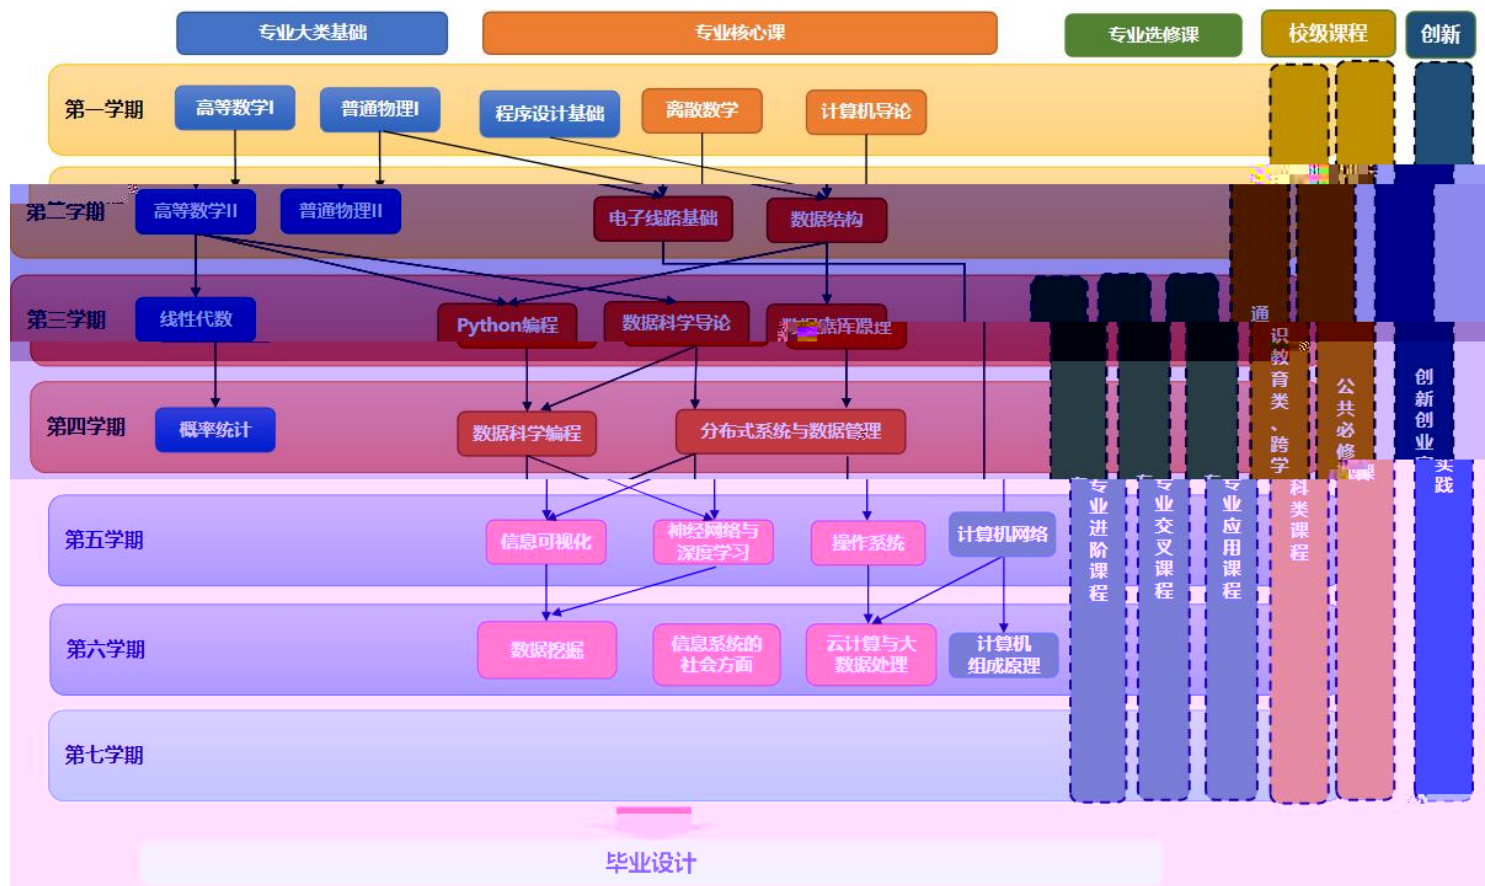 专业大类基础
专业核心课
专业选修课
校级课程
创新
第一学期
高等数学I
普通物理I
程序设计基础
离散数学
计算机导论
第二学期
高等数学II
普通物理II
电子线路基础
数据结构
第三学期
线性代数
Python编程
数据科学导论
数据库原理
第四学期
概率统计
数据科学编程
分布式系统与数据管理
第五学期
信息可视化
神经网络与
深度学习
操作系统
计算机网络
第六学期
数据挖掘
信息系统的
社会方面
云计算与大
数据处理
计算机
组成原理
第七学期
专业进阶课程
专业交叉课程
专业应用课程
通识教育类、跨学科类课程
公共必修课
创新创业实践
毕业设计